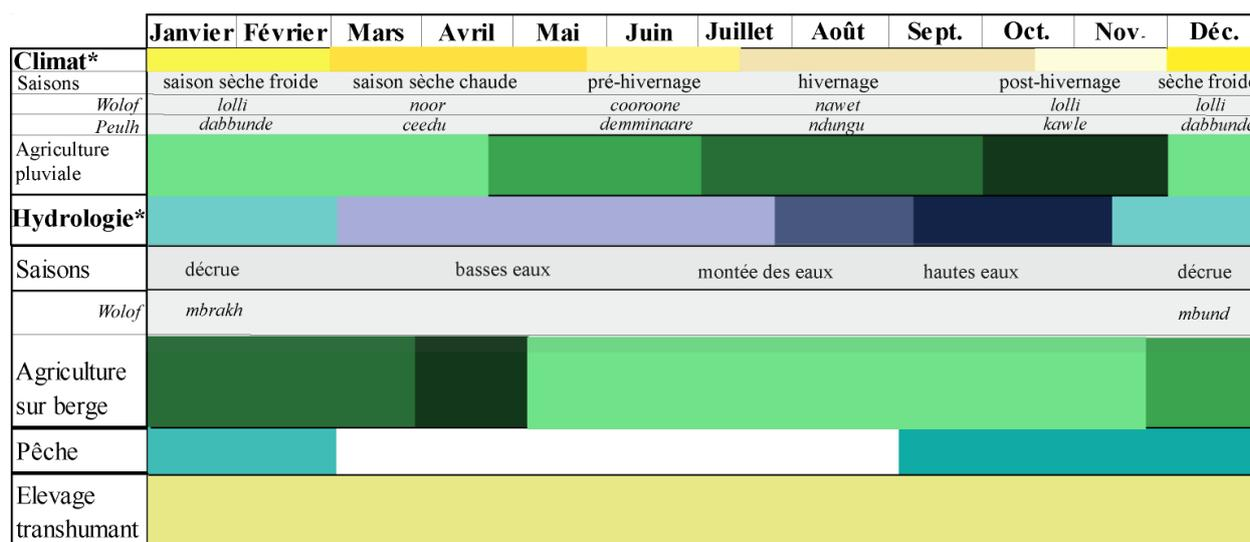 Janvier Février Mars Avril Mai Juin Juillet Août Sept. Oct. Nov. Déc.
Climat*
Saisons saison sèche froide saison sèche chaude pré-hivernage hivernage post-hivernage sèche froide
Wolof lolli noor cooroone nawet lolli lolli
Peulh dabbunde ceedu demminaare ndungu kawle dabbunde
Agriculture
pluviale
Hydrologie*
Saisons décrue basses eaux montée des eaux hautes eaux décrue
Wolof mbrakh mbund
Agriculture
sur berge
Pêche
Elevage
transhumant